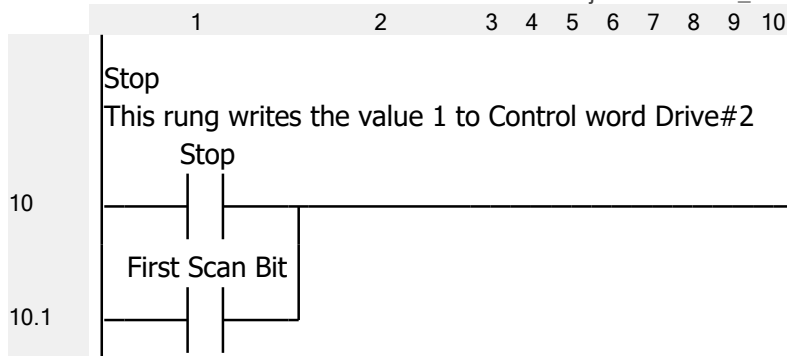 1 2 3 4 5 6 7 8 9 10
Stop
This rung writes the value 1 to Control word Drive#2
Stop
10
First Scan Bit
10.1